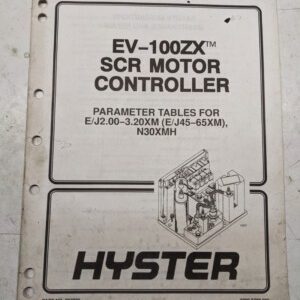 EV–100ZX™
SCR MOTOR
CONTROLLER
PARAMETER TABLES FOR
E/J2.00–3.20XM (E/J45–65XM),
N30XMH
HYSTER